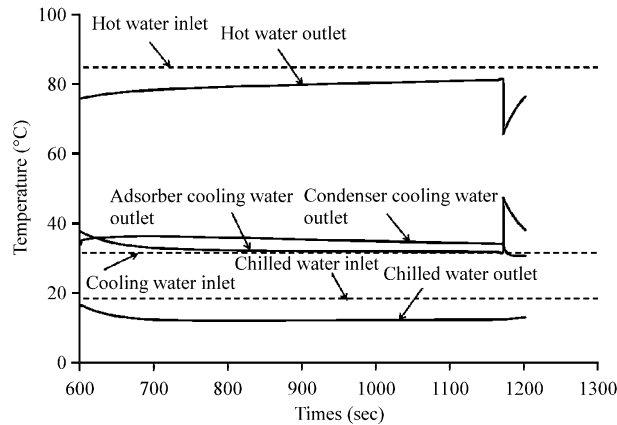 100
Hot water inlet
Hot water outlet
80
60
Temperature (°C)
Adsorber cooling water
outlet
Condenser cooling water
outlet
40
Cooling water inlet
Chilled water inlet
Chilled water outlet
20
0
600 700 800 900 1000 1100 1200 1300
Times (sec)